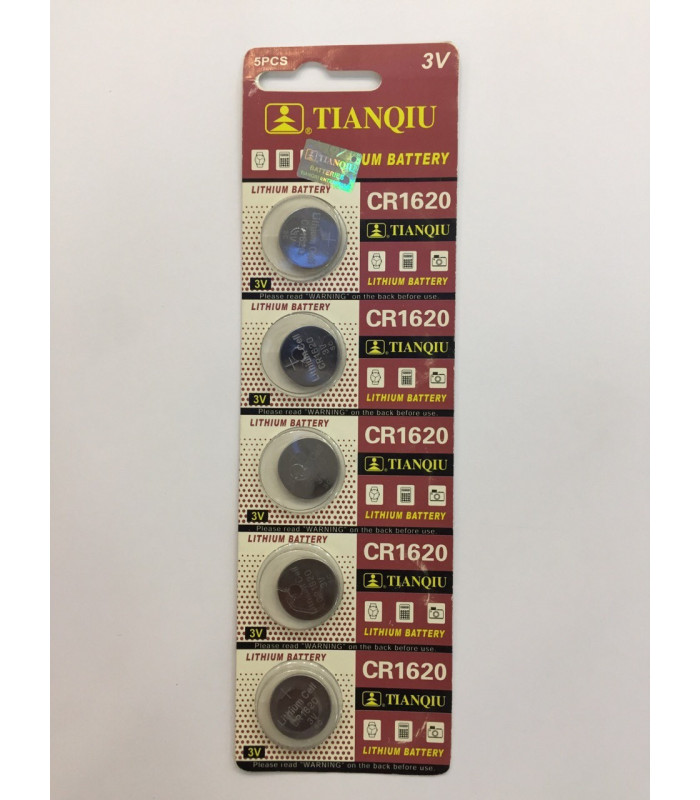 5PCS
3V
® TIANQIU
TIANQIU
UM BATTERY
LITHIUM BATTERY
CR1620
® TIANQIU
3V
LITHIUM BATTERY
Please read "WARNING" on the back before use.
LITHIUM BATTERY
CR1620
CR1620
® TIANQIU
3V
LITHIUM BATTERY
Please read "WARNING" on the back before use.
LITHIUM BATTERY
CR1620
® TIANQIU
3V
LITHIUM BATTERY
Please read "WARNING" on the back before use.
LITHIUM BATTERY
CR1620
® TIANQIU
3V
LITHIUM BATTERY
Please read "WARNING" on the back before use.
LITHIUM BATTERY
CR1620
® TIANQIU
Lithium Cell
3V
LITHIUM BATTERY
Please read "WARNING" on the back before use.